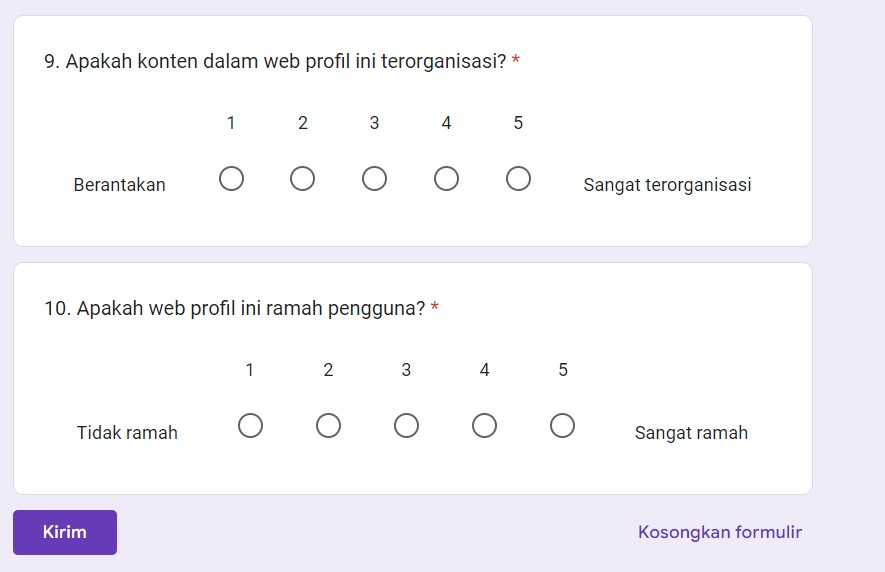 9. Apakah konten dalam web profil ini terorganisasi? *
1 2 3 4 5
Berantakan Sangat terorganisasi
10. Apakah web profil ini ramah pengguna? *
1 2 3 4 5
Tidak ramah Sangat ramah
Kirim Kosongkan formulir